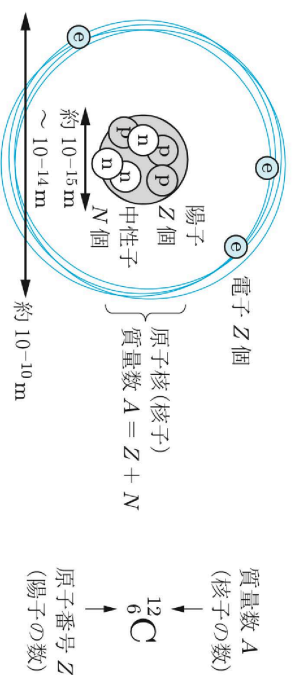 e
e
e
p
p
p
n
n
n
電子 Z 個
陽子
Z 個
中性子
N 個
原子核 (核子)
質量数 A = Z + N
約 10⁻¹⁵ m
～ 10⁻¹⁴ m
約 10⁻¹⁰ m
質量数 A
(核子の数)
¹²₆C
原子番号 Z
(陽子の数)